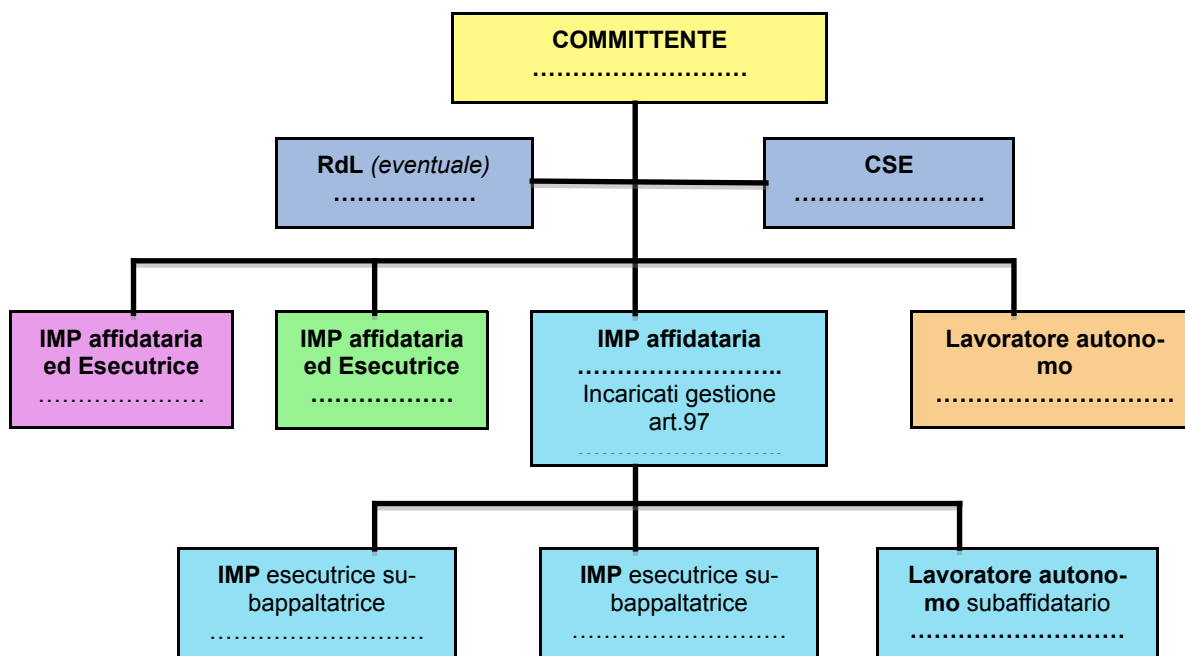 COMMITTENTE
………………………
RdL (eventuale)
………………
CSE
……………………
IMP affidataria
ed Esecutrice
…………………
IMP affidataria
ed Esecutrice
………………
IMP affidataria
……………………..
Incaricati gestione
art.97
……………………..
Lavoratore autono-
mo
…………………………
IMP esecutrice su-
bappaltatrice
………………………
IMP esecutrice su-
bappaltatrice
………………………
Lavoratore autono-
mo subaffidatario
………………………